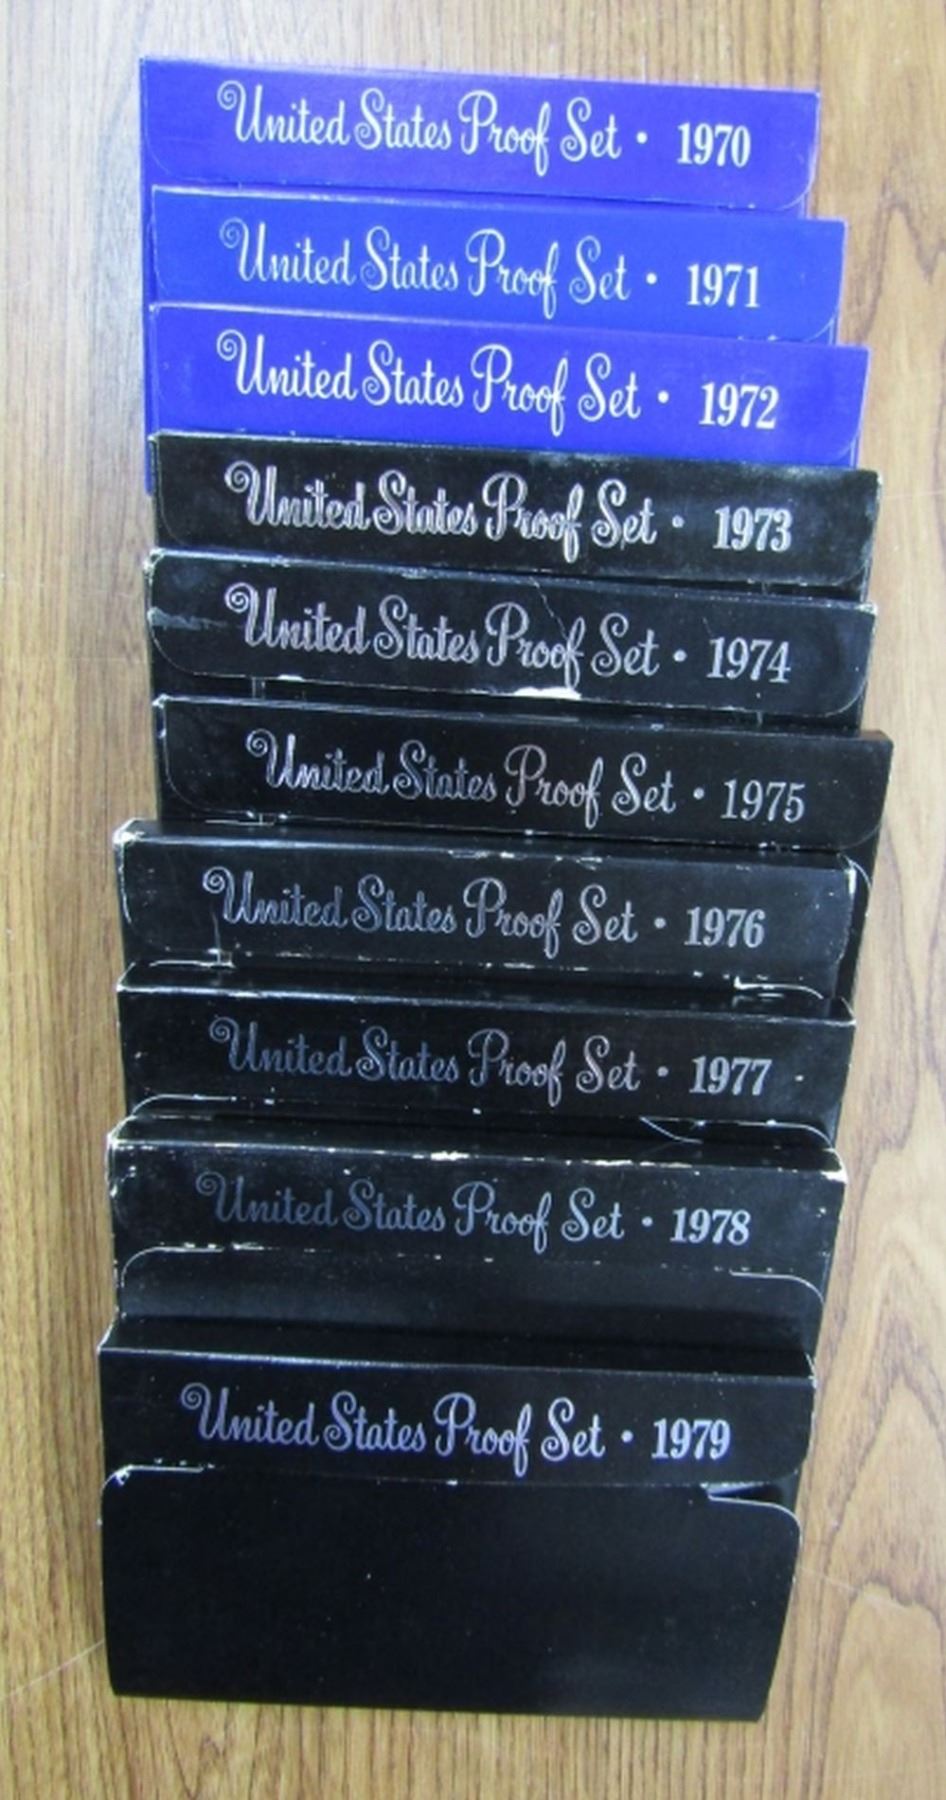 United States Proof Set • 1970
United States Proof Set • 1971
United States Proof Set • 1972
United States Proof Set • 1973
United States Proof Set • 1974
United States Proof Set • 1975
United States Proof Set • 1976
United States Proof Set • 1977
United States Proof Set • 1978
United States Proof Set • 1979